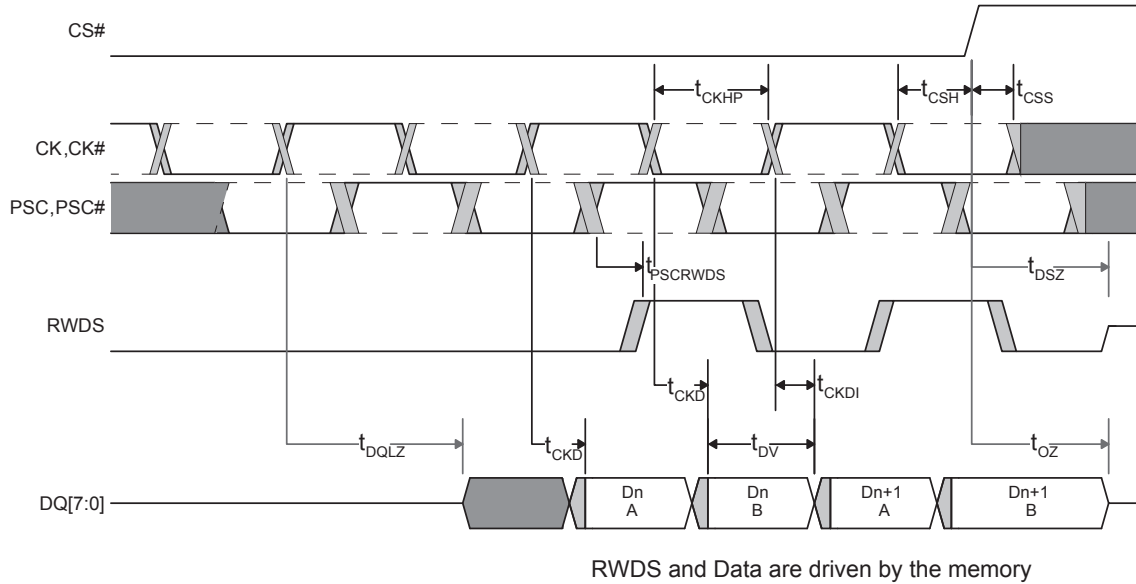 CS#
tCKHP
tCSH
tCSS
CK,CK#
PSC,PSC#
tPSCRWDS
tDSZ
RWDS
tCKD
tCKDI
tDQLZ
tCKD
tDV
tOZ
DQ[7:0]
Dn
A
Dn
B
Dn+1
A
Dn+1
B
RWDS and Data are driven by the memory